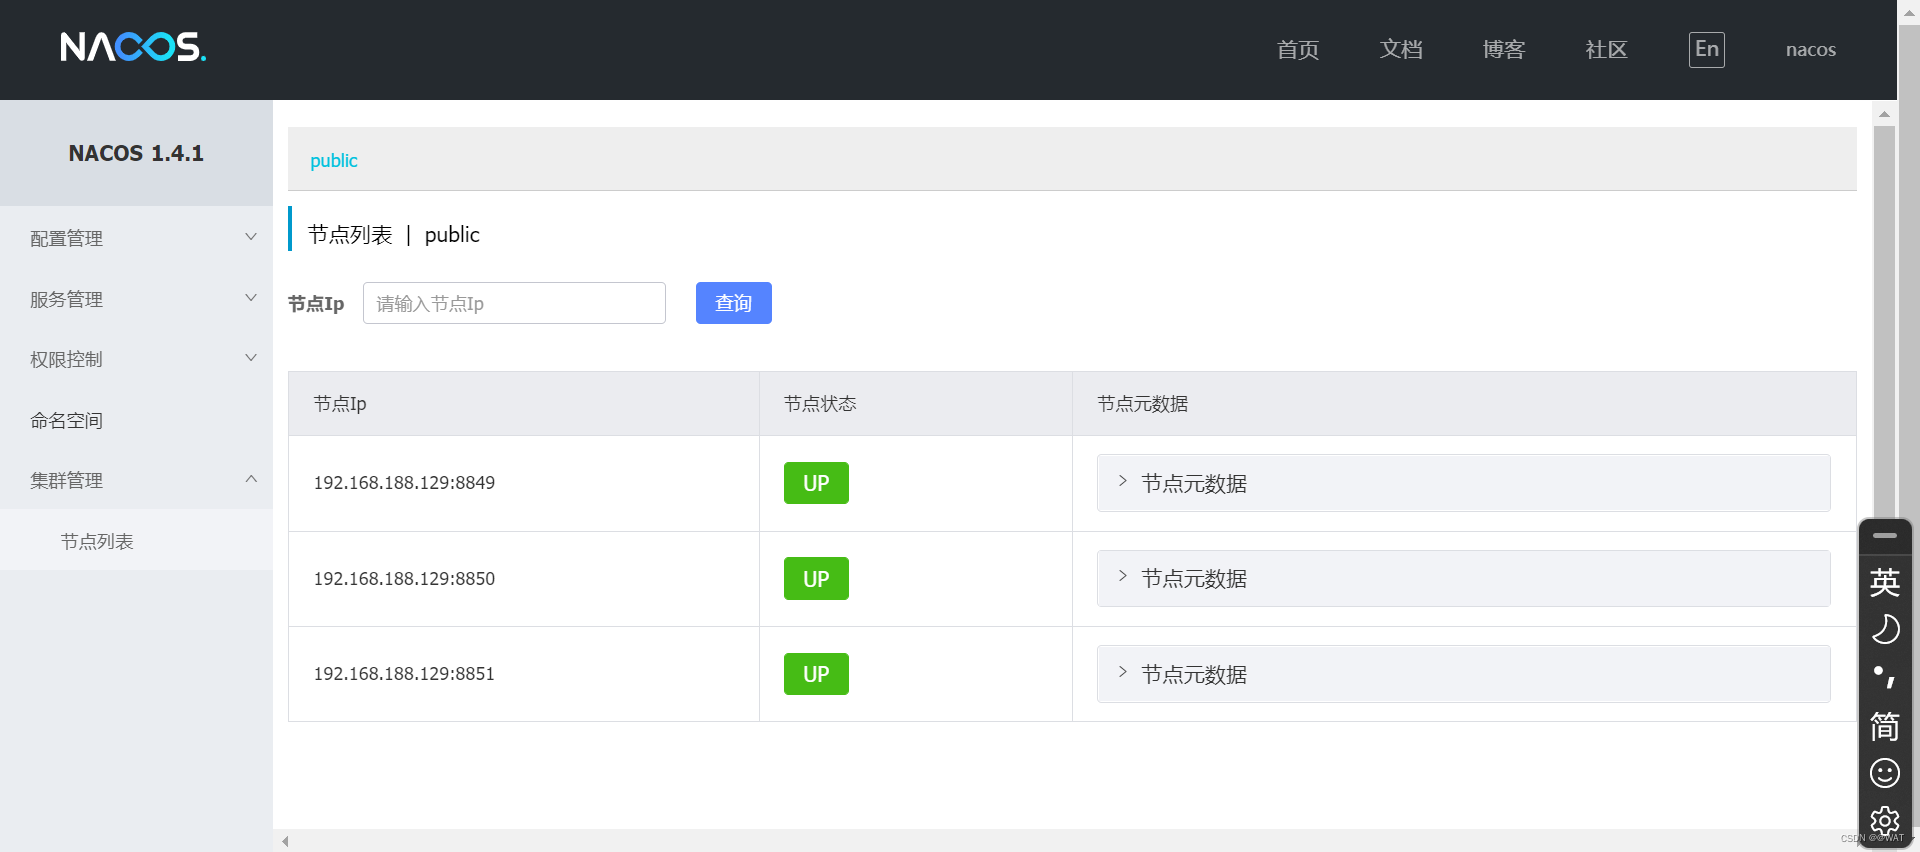 NACOS.
首页 文档 博客 社区 En nacos
NACOS 1.4.1
配置管理
服务管理
权限控制
命名空间
集群管理
节点列表
public
节点列表 | public
节点Ip 请输入节点Ip 查询
节点Ip 节点状态 节点元数据
192.168.188.129:8849 UP 节点元数据
192.168.188.129:8850 UP 节点元数据
192.168.188.129:8851 UP 节点元数据
英
简
CSDN @@WAT